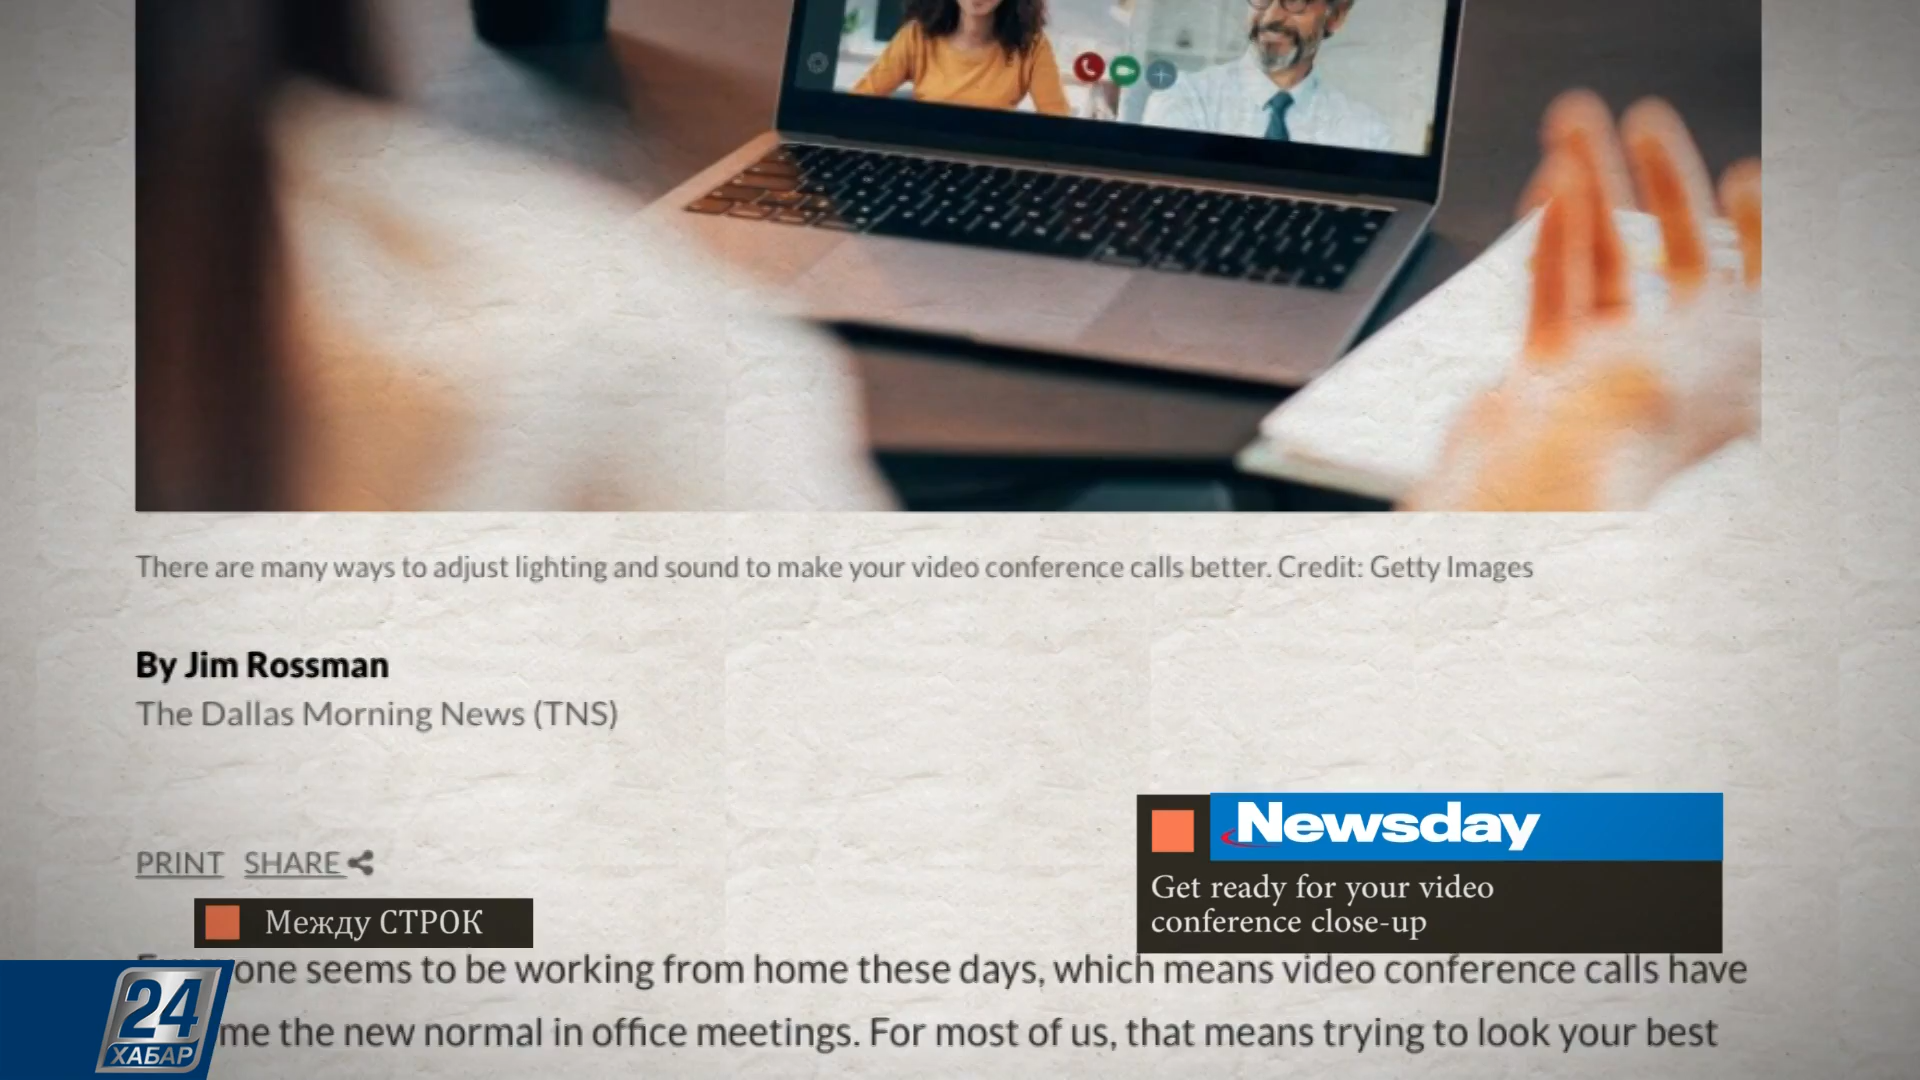 There are many ways to adjust lighting and sound to make your video conference calls better. Credit: Getty Images
By Jim Rossman
The Dallas Morning News (TNS)
PRINT SHARE
Newsday
Get ready for your video
conference close-up
Между СТРОК
one seems to be working from home these days, which means video conference calls have
me the new normal in office meetings. For most of us, that means trying to look your best
24
ХАБАР